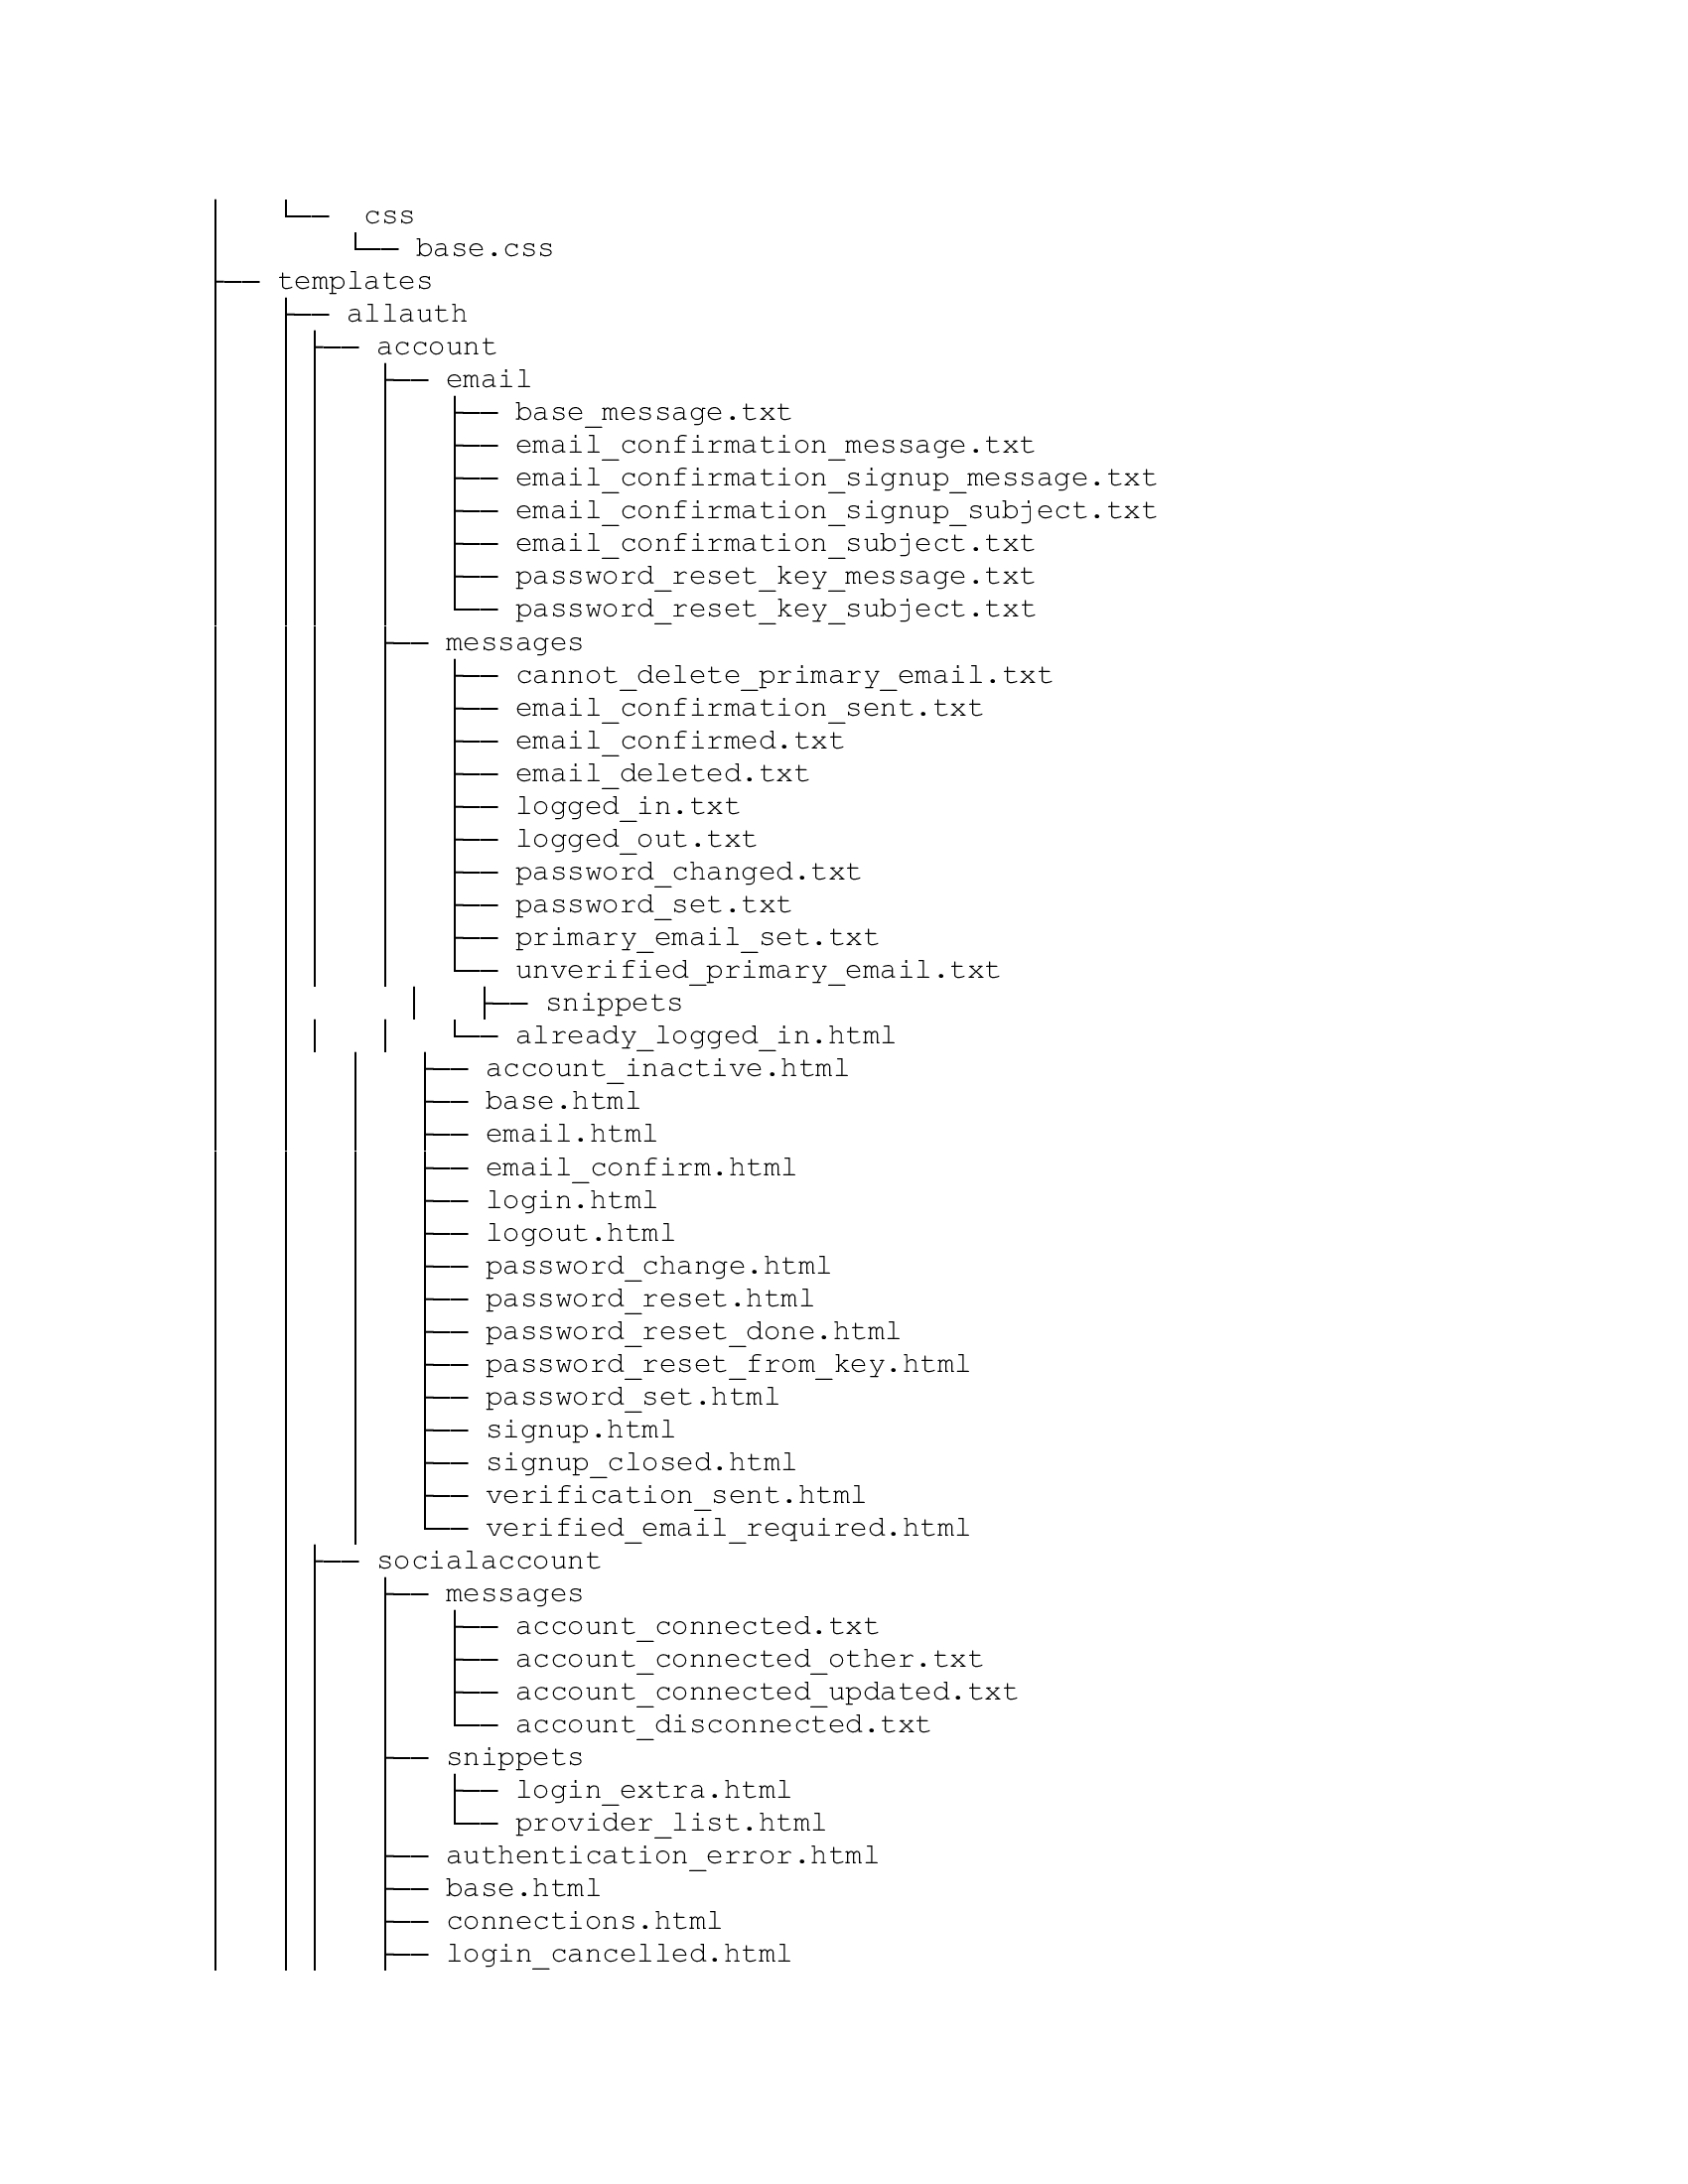 │   └──  css
│       └── base.css
├── templates
│   ├── allauth
│   │ ├── account
│   │ │   ├── email
│   │ │   │   ├── base_message.txt
│   │ │   │   ├── email_confirmation_message.txt
│   │ │   │   ├── email_confirmation_signup_message.txt
│   │ │   │   ├── email_confirmation_signup_subject.txt
│   │ │   │   ├── email_confirmation_subject.txt
│   │ │   │   ├── password_reset_key_message.txt
│   │ │   │   └── password_reset_key_subject.txt
│   │ │   ├── messages
│   │ │   │   ├── cannot_delete_primary_email.txt
│   │ │   │   ├── email_confirmation_sent.txt
│   │ │   │   ├── email_confirmed.txt
│   │ │   │   ├── email_deleted.txt
│   │ │   │   ├── logged_in.txt
│   │ │   │   ├── logged_out.txt
│   │ │   │   ├── password_changed.txt
│   │ │   │   ├── password_set.txt
│   │ │   │   ├── primary_email_set.txt
│   │ │   │   └── unverified_primary_email.txt
│   │       │   ├── snippets
│   │ │   │   └── already_logged_in.html
│   │   │   ├── account_inactive.html
│   │   │   ├── base.html
│   │   │   ├── email.html
│   │   │   ├── email_confirm.html
│   │   │   ├── login.html
│   │   │   ├── logout.html
│   │   │   ├── password_change.html
│   │   │   ├── password_reset.html
│   │   │   ├── password_reset_done.html
│   │   │   ├── password_reset_from_key.html
│   │   │   ├── password_set.html
│   │   │   ├── signup.html
│   │   │   ├── signup_closed.html
│   │   │   ├── verification_sent.html
│   │   │   └── verified_email_required.html
│   │ ├── socialaccount
│   │ │   ├── messages
│   │ │   │   ├── account_connected.txt
│   │ │   │   ├── account_connected_other.txt
│   │ │   │   ├── account_connected_updated.txt
│   │ │   │   └── account_disconnected.txt
│   │ │   ├── snippets
│   │ │   │   ├── login_extra.html
│   │ │   │   └── provider_list.html
│   │ │   ├── authentication_error.html
│   │ │   ├── base.html
│   │ │   ├── connections.html
│   │ │   ├── login_cancelled.html